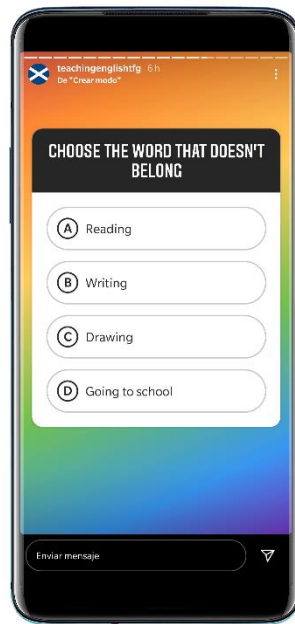 teachingenglishtfg 6 h
De "Crear modo"
CHOOSE THE WORD THAT DOESN'T
BELONG
A Reading
B Writing
C Drawing
D Going to school
Enviar mensaje